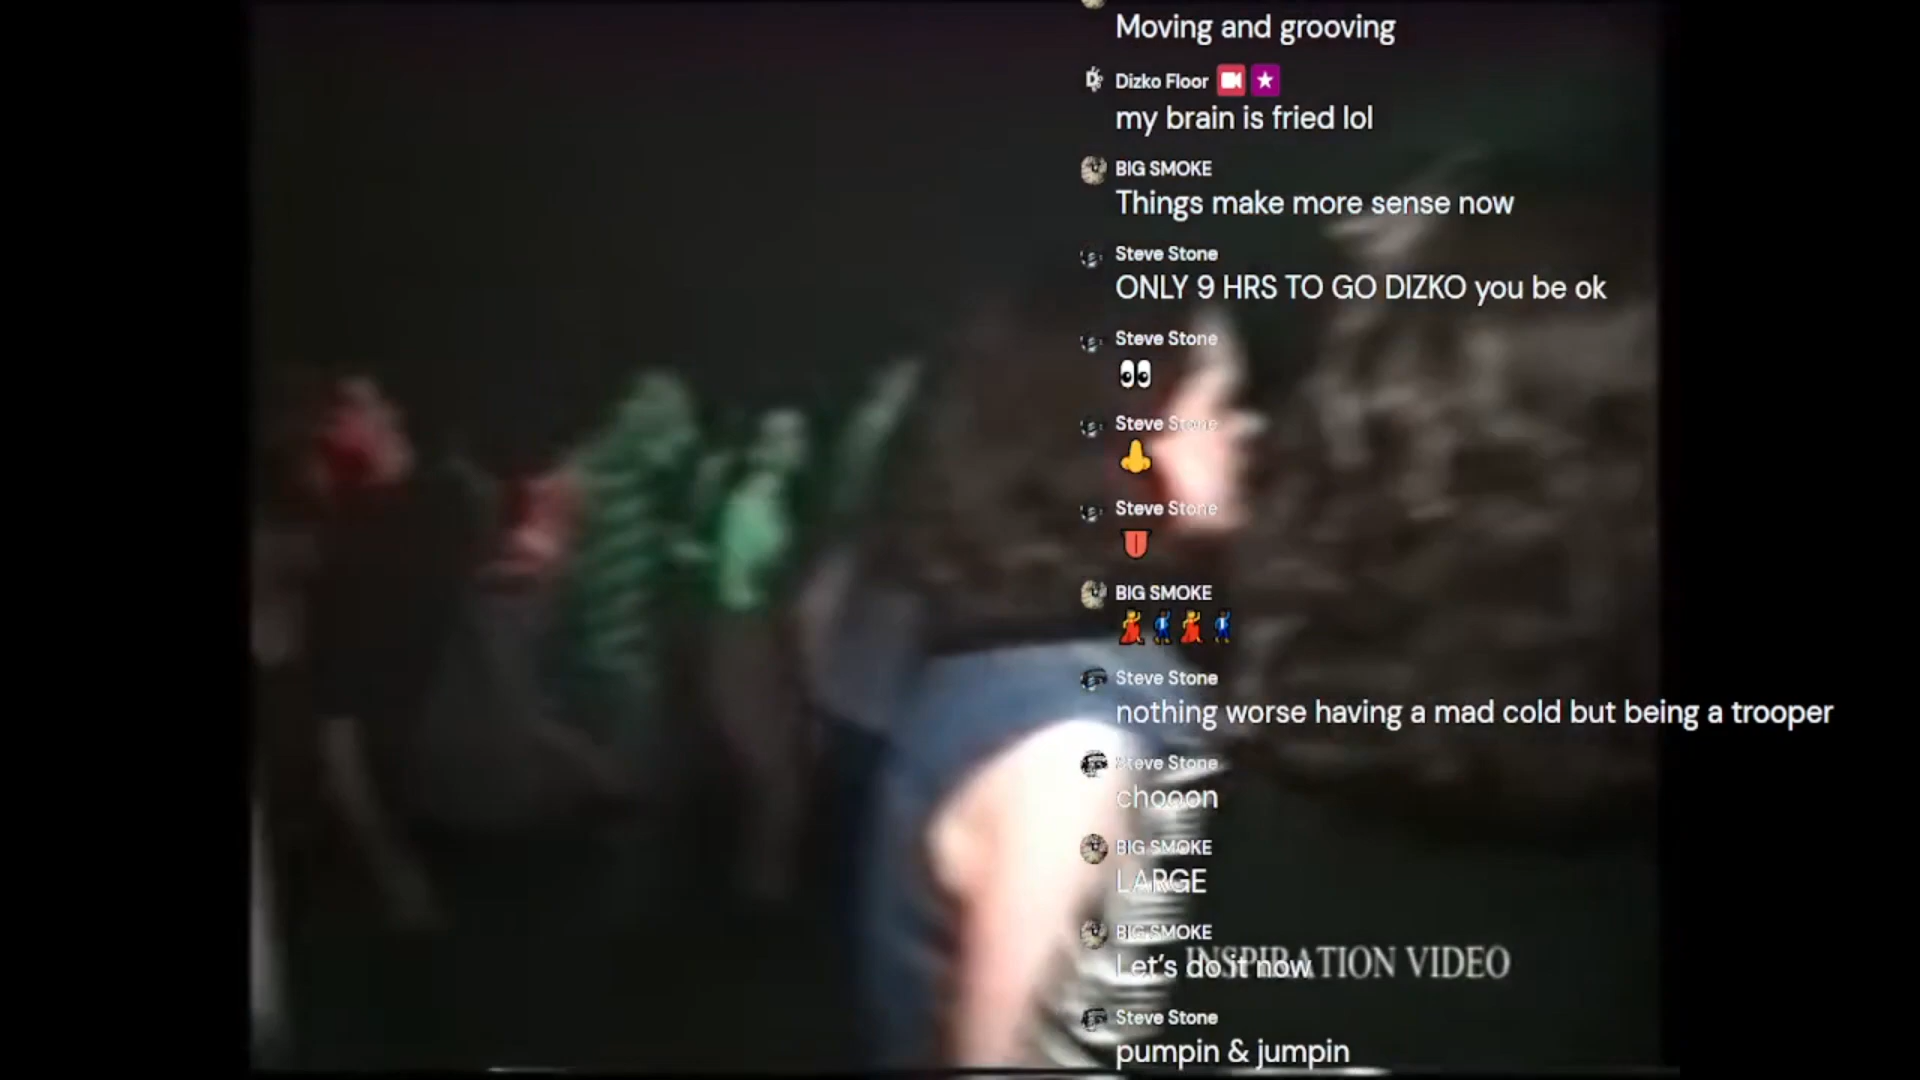 Moving and grooving
Dizko Floor
my brain is fried lol
BIG SMOKE
Things make more sense now
Steve Stone
ONLY 9 HRS TO GO DIZKO you be ok
Steve Stone
👀
Steve Stone
👃
Steve Stone
👅
BIG SMOKE
💃🕺💃🕺
Steve Stone
nothing worse having a mad cold but being a trooper
Steve Stone
chooon
BIG SMOKE
LARGE
BIG SMOKE
Let's do it now
INSPIRATION VIDEO
Steve Stone
pumpin & jumpin